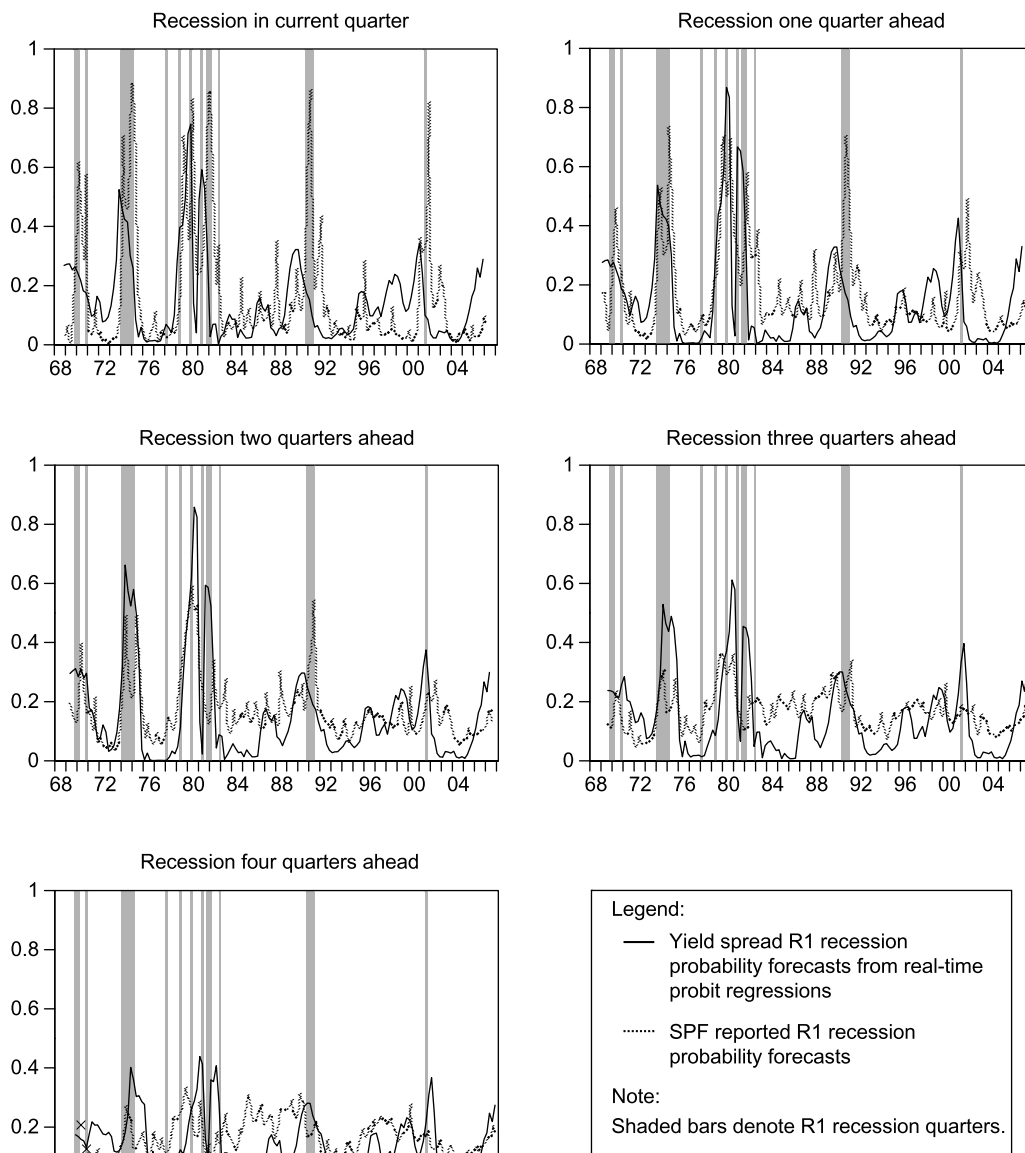 Recession in current quarter
1
0.8
0.6
0.4
0.2
0
68 72 76 80 84 88 92 96 00 04
Recession one quarter ahead
1
0.8
0.6
0.4
0.2
0
68 72 76 80 84 88 92 96 00 04
Recession two quarters ahead
1
0.8
0.6
0.4
0.2
0
68 72 76 80 84 88 92 96 00 04
Recession three quarters ahead
1
0.8
0.6
0.4
0.2
0
68 72 76 80 84 88 92 96 00 04
Recession four quarters ahead
1
0.8
0.6
0.4
0.2
Legend:
Yield spread R1 recession
probability forecasts from real-time
probit regressions
SPF reported R1 recession
probability forecasts
Note:
Shaded bars denote R1 recession quarters.